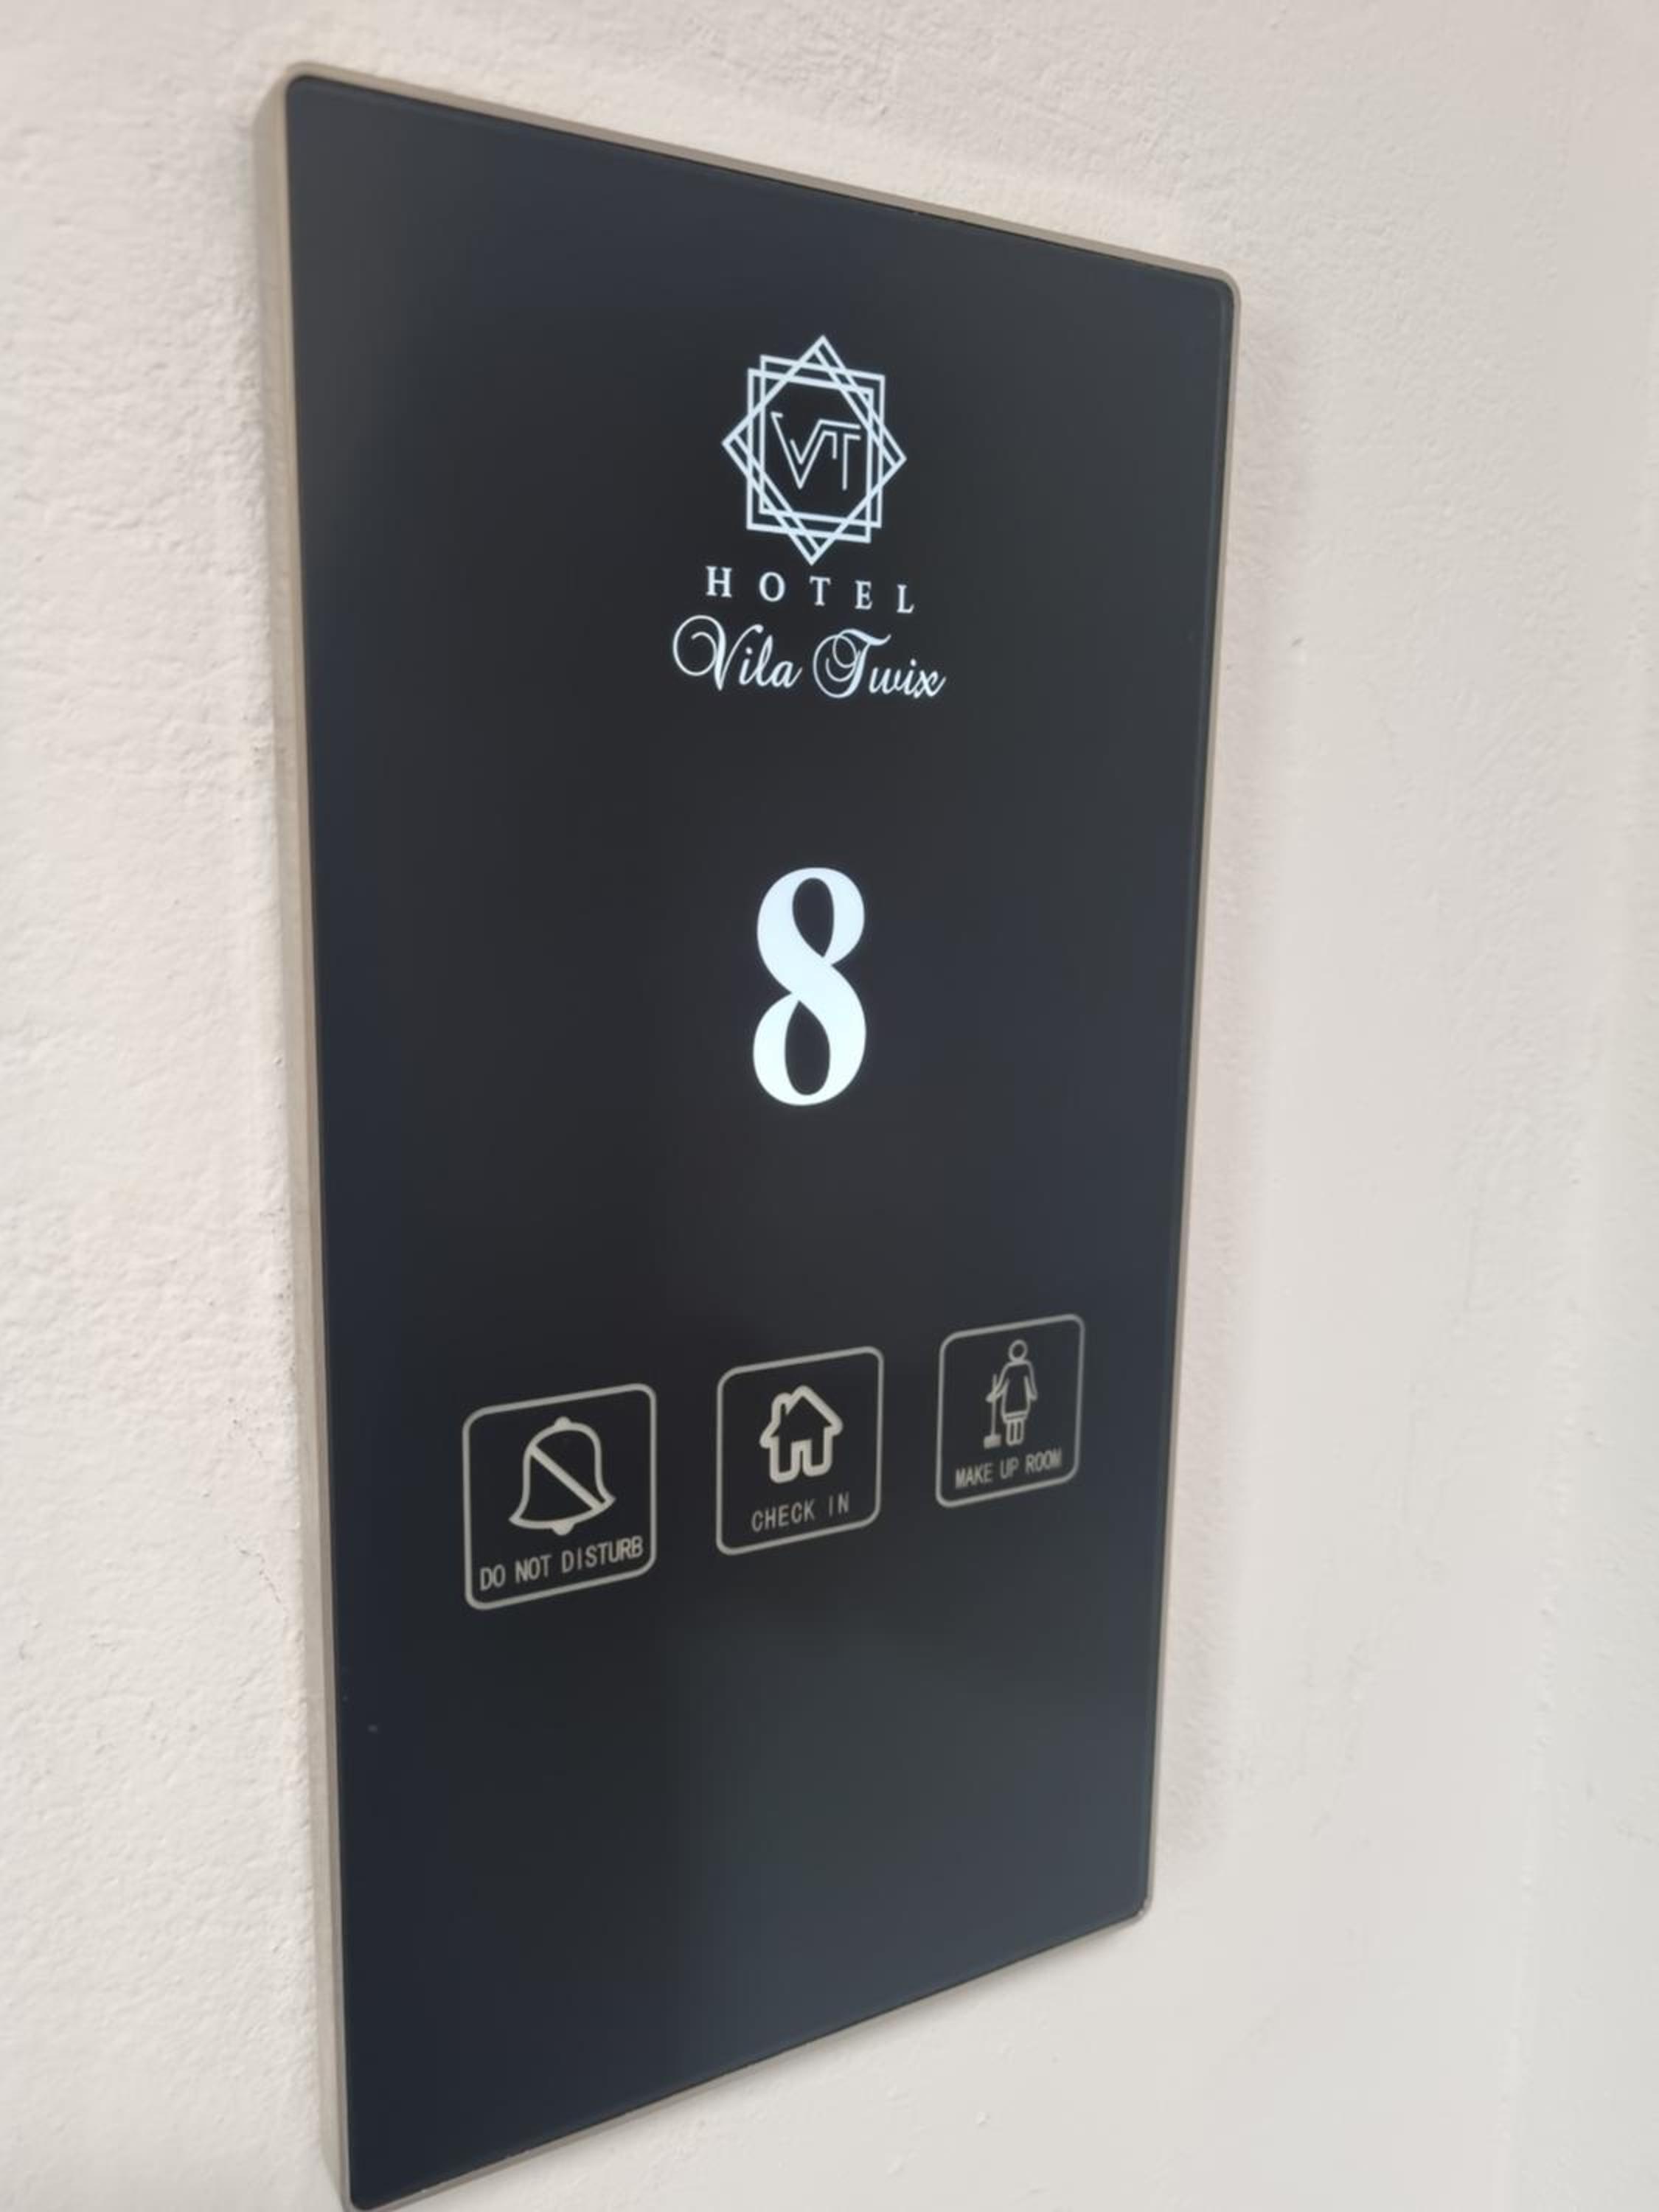 VT
HOTEL
Vila Twix
8
DO NOT DISTURB
CHECK IN
MAKE UP ROOM